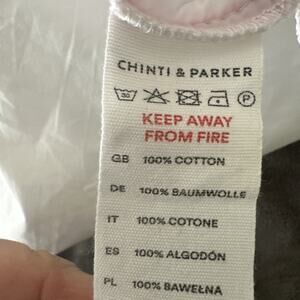 CHINTI & PARKER
30 P
KEEP AWAY
FROM FIRE
GB 100% COTTON
DE 100% BAUMWOLLE
IT 100% COTONE
ES 100% ALGODÓN
PL 100% BAWEŁNA